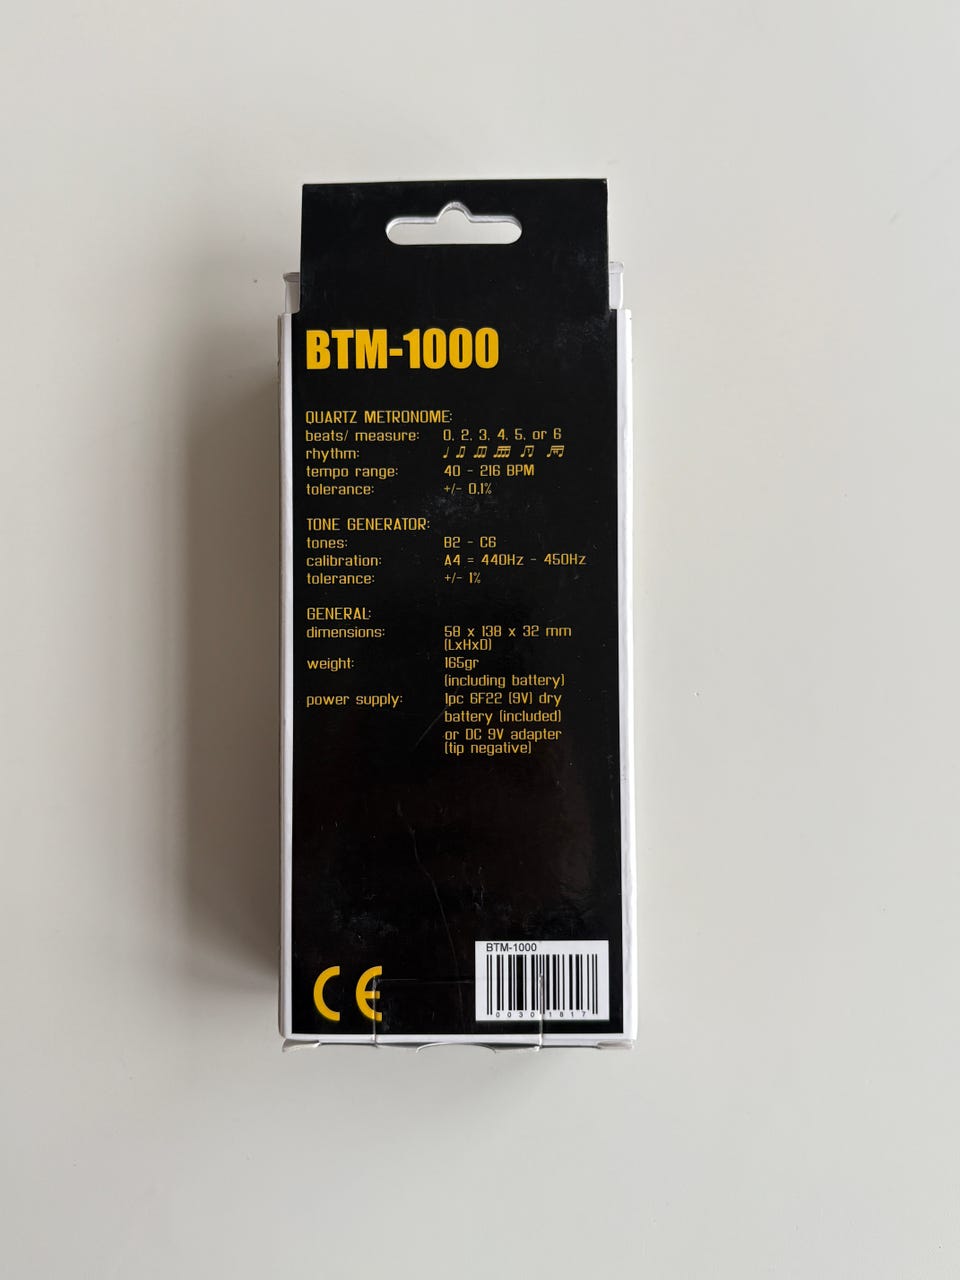 BTM-1000
QUARTZ METRONOME:
beats/ measure: 0, 2, 3, 4, 5, or 6
rhythm:
tempo range: 40 - 216 BPM
tolerance: +/- 0.1%
TONE GENERATOR:
tones: B2 - C6
calibration: A4 = 440Hz - 450Hz
tolerance: +/- 1%
GENERAL:
dimensions: 58 x 138 x 32 mm
(LxHxD)
weight: 165gr
(including battery)
power supply: 1pc 6F22 (9V) dry
battery (included)
or DC 9V adapter
(tip negative)
BTM-1000
CE
00301817